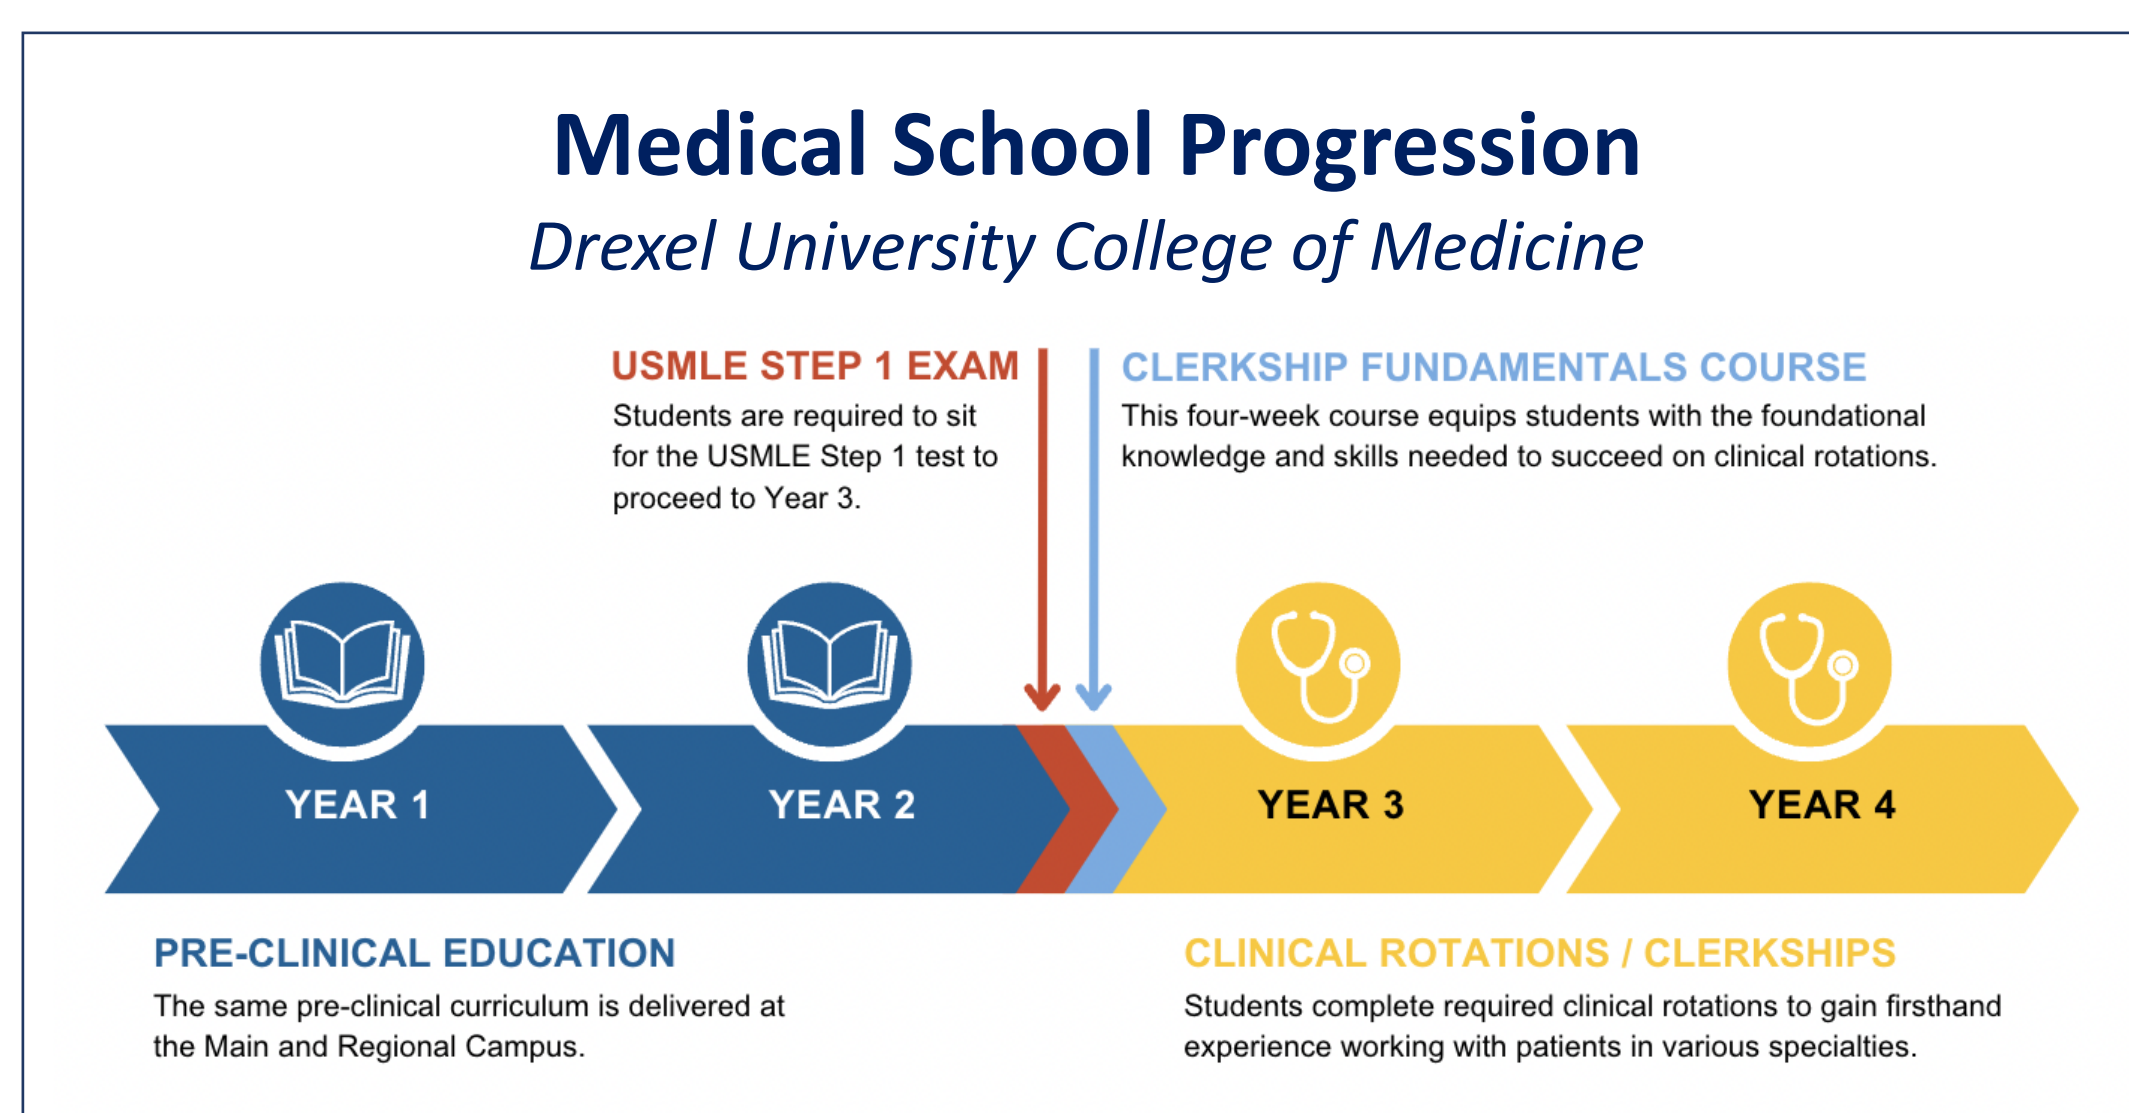 Medical School Progression
Drexel University College of Medicine
USMLE STEP 1 EXAM
Students are required to sit
for the USMLE Step 1 test to
proceed to Year 3.
CLERKSHIP FUNDAMENTALS COURSE
This four-week course equips students with the foundational
knowledge and skills needed to succeed on clinical rotations.
YEAR 1
YEAR 2
YEAR 3
YEAR 4
PRE-CLINICAL EDUCATION
The same pre-clinical curriculum is delivered at
the Main and Regional Campus.
CLINICAL ROTATIONS / CLERKSHIPS
Students complete required clinical rotations to gain firsthand
experience working with patients in various specialties.